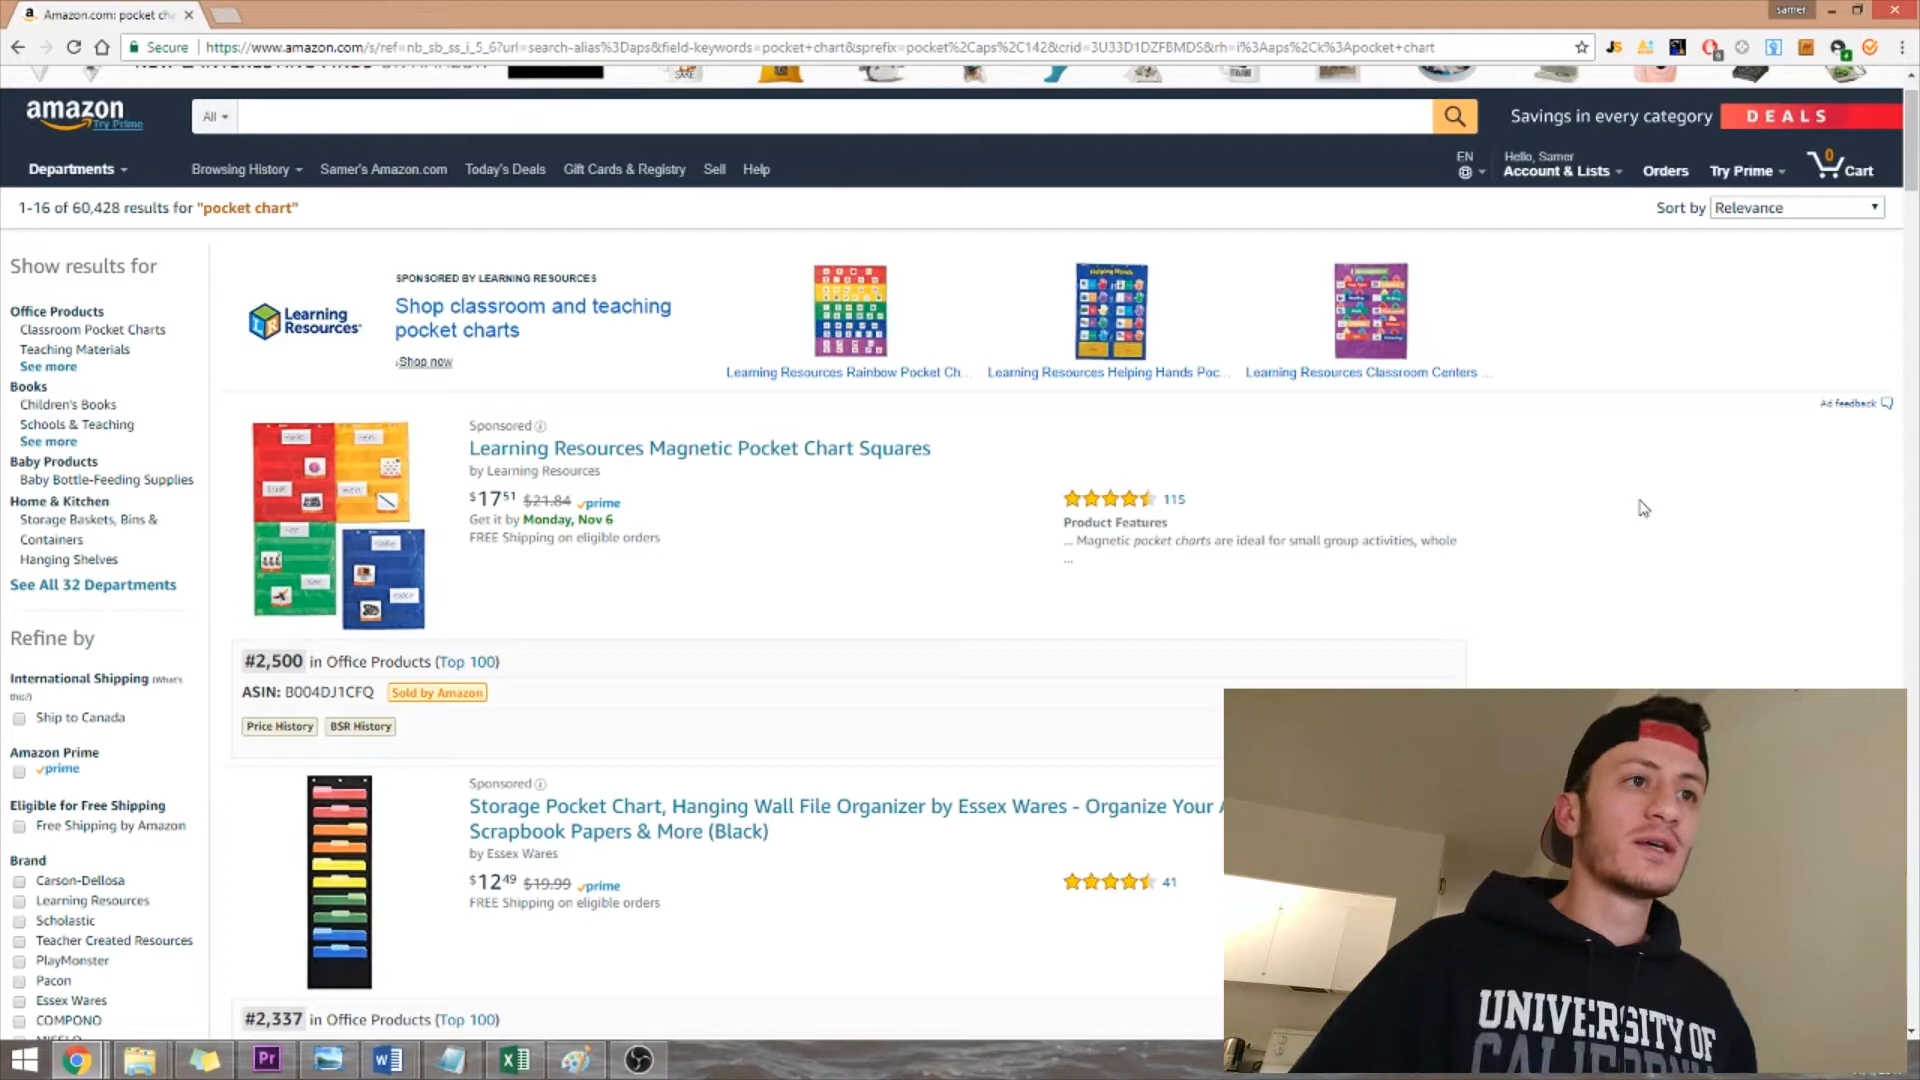 Amazon.com: pocket cha
samer
Secure https://www.amazon.com/s/ref=nb_sb_ss_i_5_6?url=search-alias%3Daps&field-keywords=pocket+chart&sprefix=pocket%2Caps%2C142&crid=3U33D1DZFBMDS&rh=i%3Aaps%2Ck%3Apocket+chart
amazon
Try Prime
All
Savings in every category DEALS
Departments Browsing History Samer's Amazon.com Today's Deals Gift Cards & Registry Sell Help
EN
Hello, Samer
Account & Lists
Orders
Try Prime
0
Cart
1-16 of 60,428 results for "pocket chart"
Sort by Relevance
Show results for
Office Products
Classroom Pocket Charts
Teaching Materials
See more
Books
Children's Books
Schools & Teaching
See more
Baby Products
Baby Bottle-Feeding Supplies
Home & Kitchen
Storage Baskets, Bins &
Containers
Hanging Shelves
See All 32 Departments
Refine by
International Shipping (What's
this?)
Ship to Canada
Amazon Prime
prime
Eligible for Free Shipping
Free Shipping by Amazon
Brand
Carson-Dellosa
Learning Resources
Scholastic
Teacher Created Resources
PlayMonster
Pacon
Essex Wares
COMPONO
Learning
Resources
SPONSORED BY LEARNING RESOURCES
Shop classroom and teaching
pocket charts
›Shop now
Helping Hands
Learning Resources Rainbow Pocket Ch...
Learning Resources Helping Hands Poc...
Learning Resources Classroom Centers ...
Ad feedback
Sponsored
Learning Resources Magnetic Pocket Chart Squares
by Learning Resources
$17 51 $21.84 prime
Get it by Monday, Nov 6
FREE Shipping on eligible orders
115
Product Features
... Magnetic pocket charts are ideal for small group activities, whole
...
#2,500 in Office Products (Top 100)
ASIN: B004DJ1CFQ Sold by Amazon
Price History BSR History
Sponsored
Storage Pocket Chart, Hanging Wall File Organizer by Essex Wares - Organize Your
Scrapbook Papers & More (Black)
by Essex Wares
$12 49 $19.99 prime
FREE Shipping on eligible orders
41
#2,337 in Office Products (Top 100)
UNIVERSITY OF
CALIFORNIA
Pr